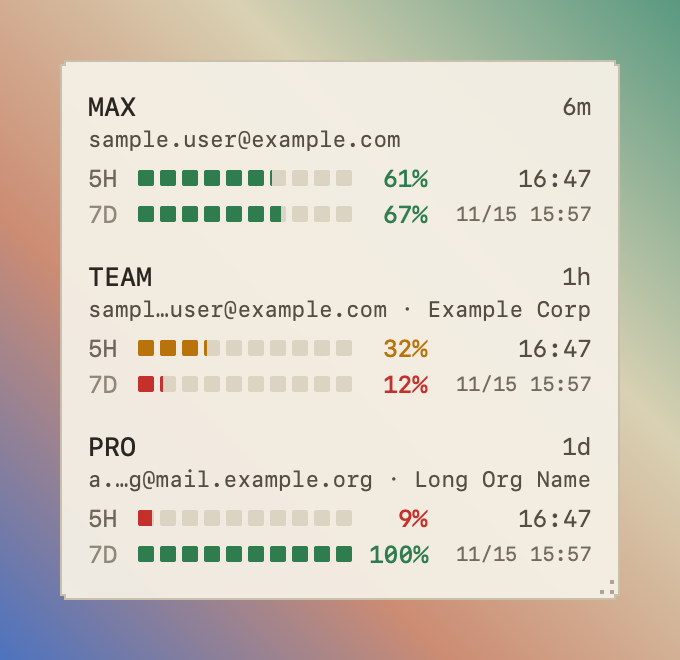 MAX 6m
sample.user@example.com
5H 61% 16:47
7D 67% 11/15 15:57
TEAM 1h
sampl…user@example.com · Example Corp
5H 32% 16:47
7D 12% 11/15 15:57
PRO 1d
a.…g@mail.example.org · Long Org Name
5H 9% 16:47
7D 100% 11/15 15:57